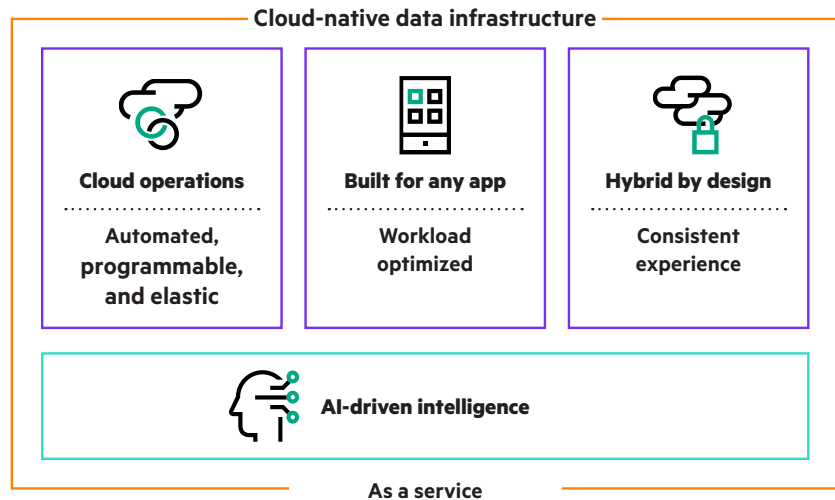 Cloud-native data infrastructure
Cloud operations
Automated,
programmable,
and elastic
Built for any app
Workload
optimized
Hybrid by design
Consistent
experience
AI-driven intelligence
As a service